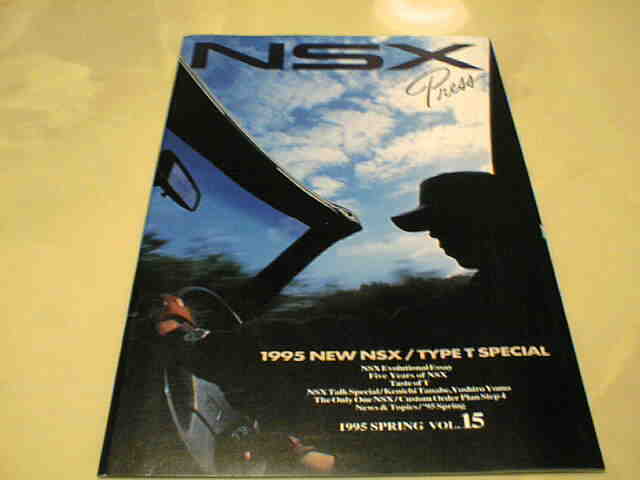 NSX
Press
1995 NEW NSX / TYPE T SPECIAL
NSX Evolutional Essay
Five Years of NSX
Taste of T
NSX Talk Special / Kenichi Tanabe, Yoshiro Yumo
The Only One NSX / Custom Order Plan Step 4
News & Topics / '95 Spring
1995 SPRING VOL. 15